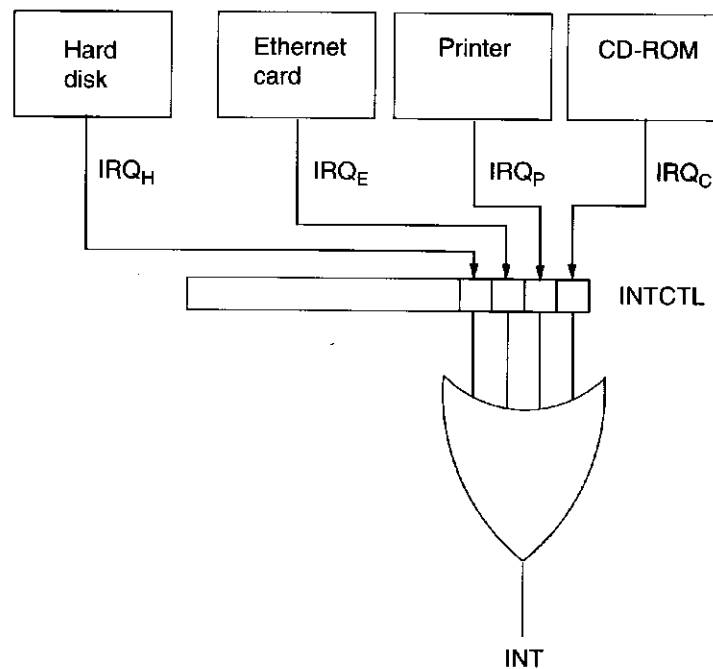 Hard
disk
Ethernet
card
Printer
CD-ROM
IRQH
IRQE
IRQP
IRQC
INTCTL
INT